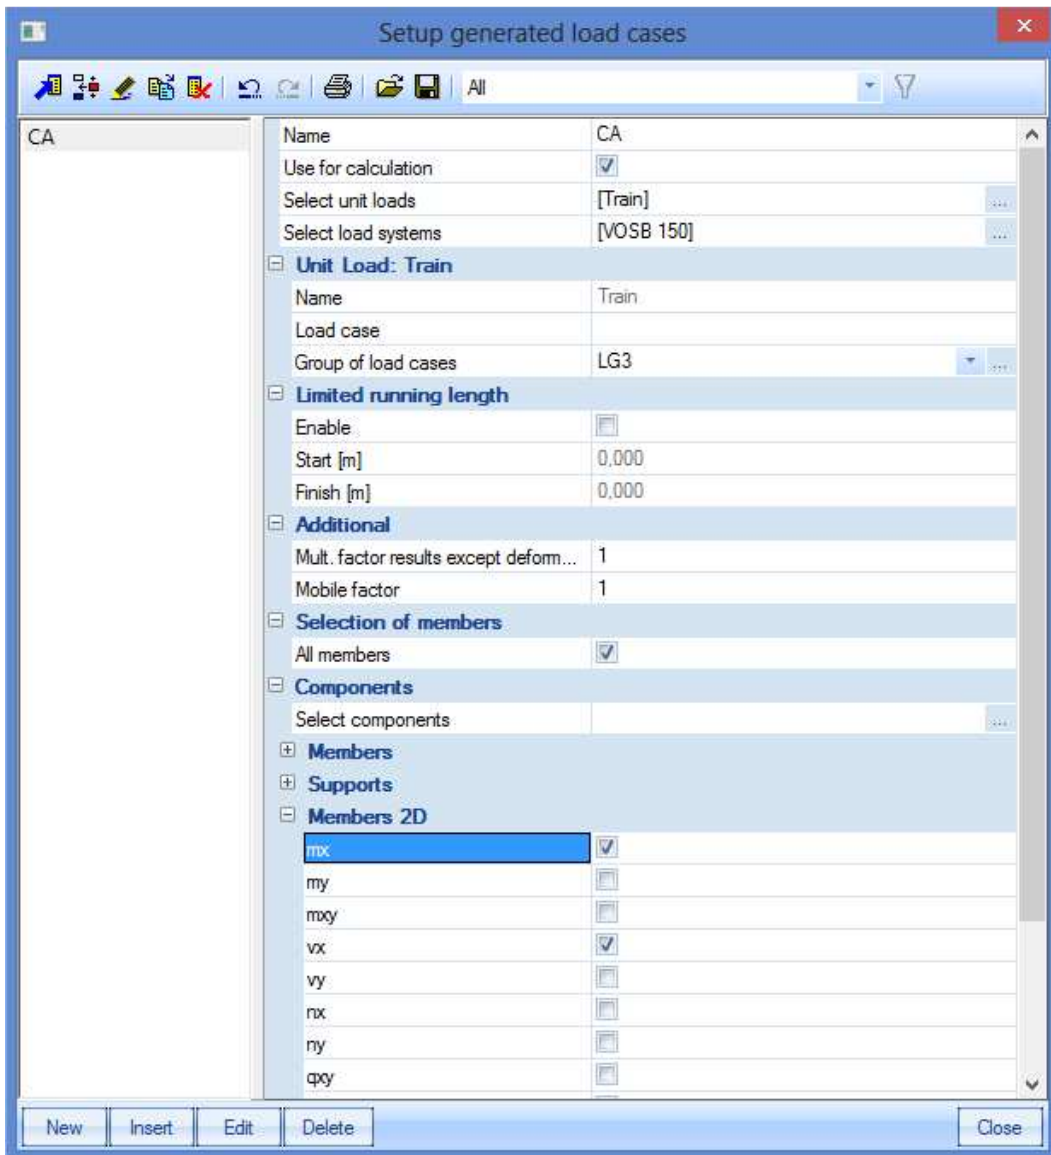 Setup generated load cases
All
CA
Name CA
Use for calculation
Select unit loads [Train] ...
Select load systems [VOSB 150] ...
Unit Load: Train
Name Train
Load case
Group of load cases LG3 ...
Limited running length
Enable
Start [m] 0,000
Finish [m] 0,000
Additional
Mult. factor results except deform... 1
Mobile factor 1
Selection of members
All members
Components
Select components ...
Members
Supports
Members 2D
mx
my
mxy
vx
vy
nx
ny
qxy
New Insert Edit Delete Close